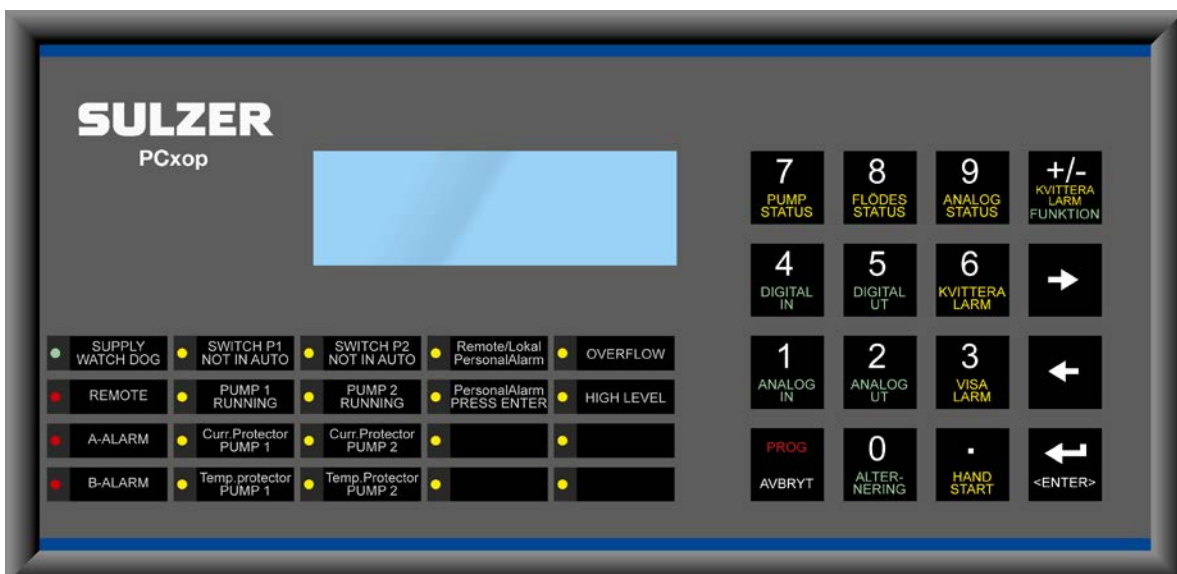 SULZER
PCxop
7
PUMP
STATUS
8
FLÖDES
STATUS
9
ANALOG
STATUS
+/-
KVITTERA
LARM
FUNKTION
4
DIGITAL
IN
5
DIGITAL
UT
6
KVITTERA
LARM
1
ANALOG
IN
2
ANALOG
UT
3
VISA
LARM
PROG
AVBRYT
0
ALTER-
NERING
.
HAND
START
<ENTER>
SUPPLY
WATCH DOG
SWITCH P1
NOT IN AUTO
SWITCH P2
NOT IN AUTO
Remote/Lokal
PersonalAlarm
OVERFLOW
REMOTE
PUMP 1
RUNNING
PUMP 2
RUNNING
PersonalAlarm
PRESS ENTER
HIGH LEVEL
A-ALARM
Curr.Protector
PUMP 1
Curr.Protector
PUMP 2
B-ALARM
Temp.protector
PUMP 1
Temp.Protector
PUMP 2